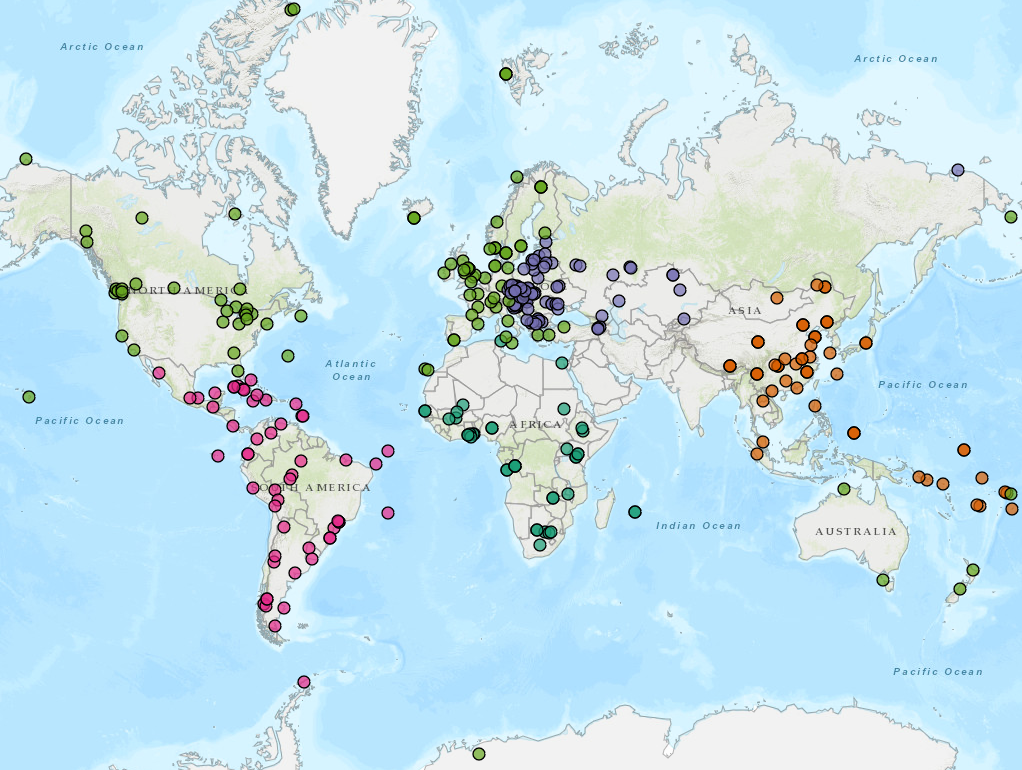 Arctic Ocean
Arctic Ocean
NORTH AMERICA
ASIA
Atlantic
Ocean
Pacific Ocean
Pacific Ocean
AFRICA
SOUTH AMERICA
Indian Ocean
AUSTRALIA
Pacific Ocean